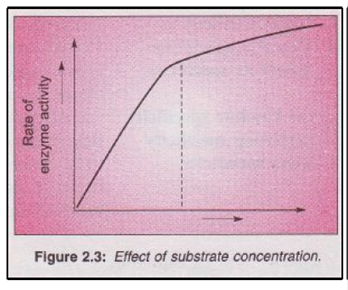 Rate of
enzyme activity
Figure 2.3: Effect of substrate concentration.